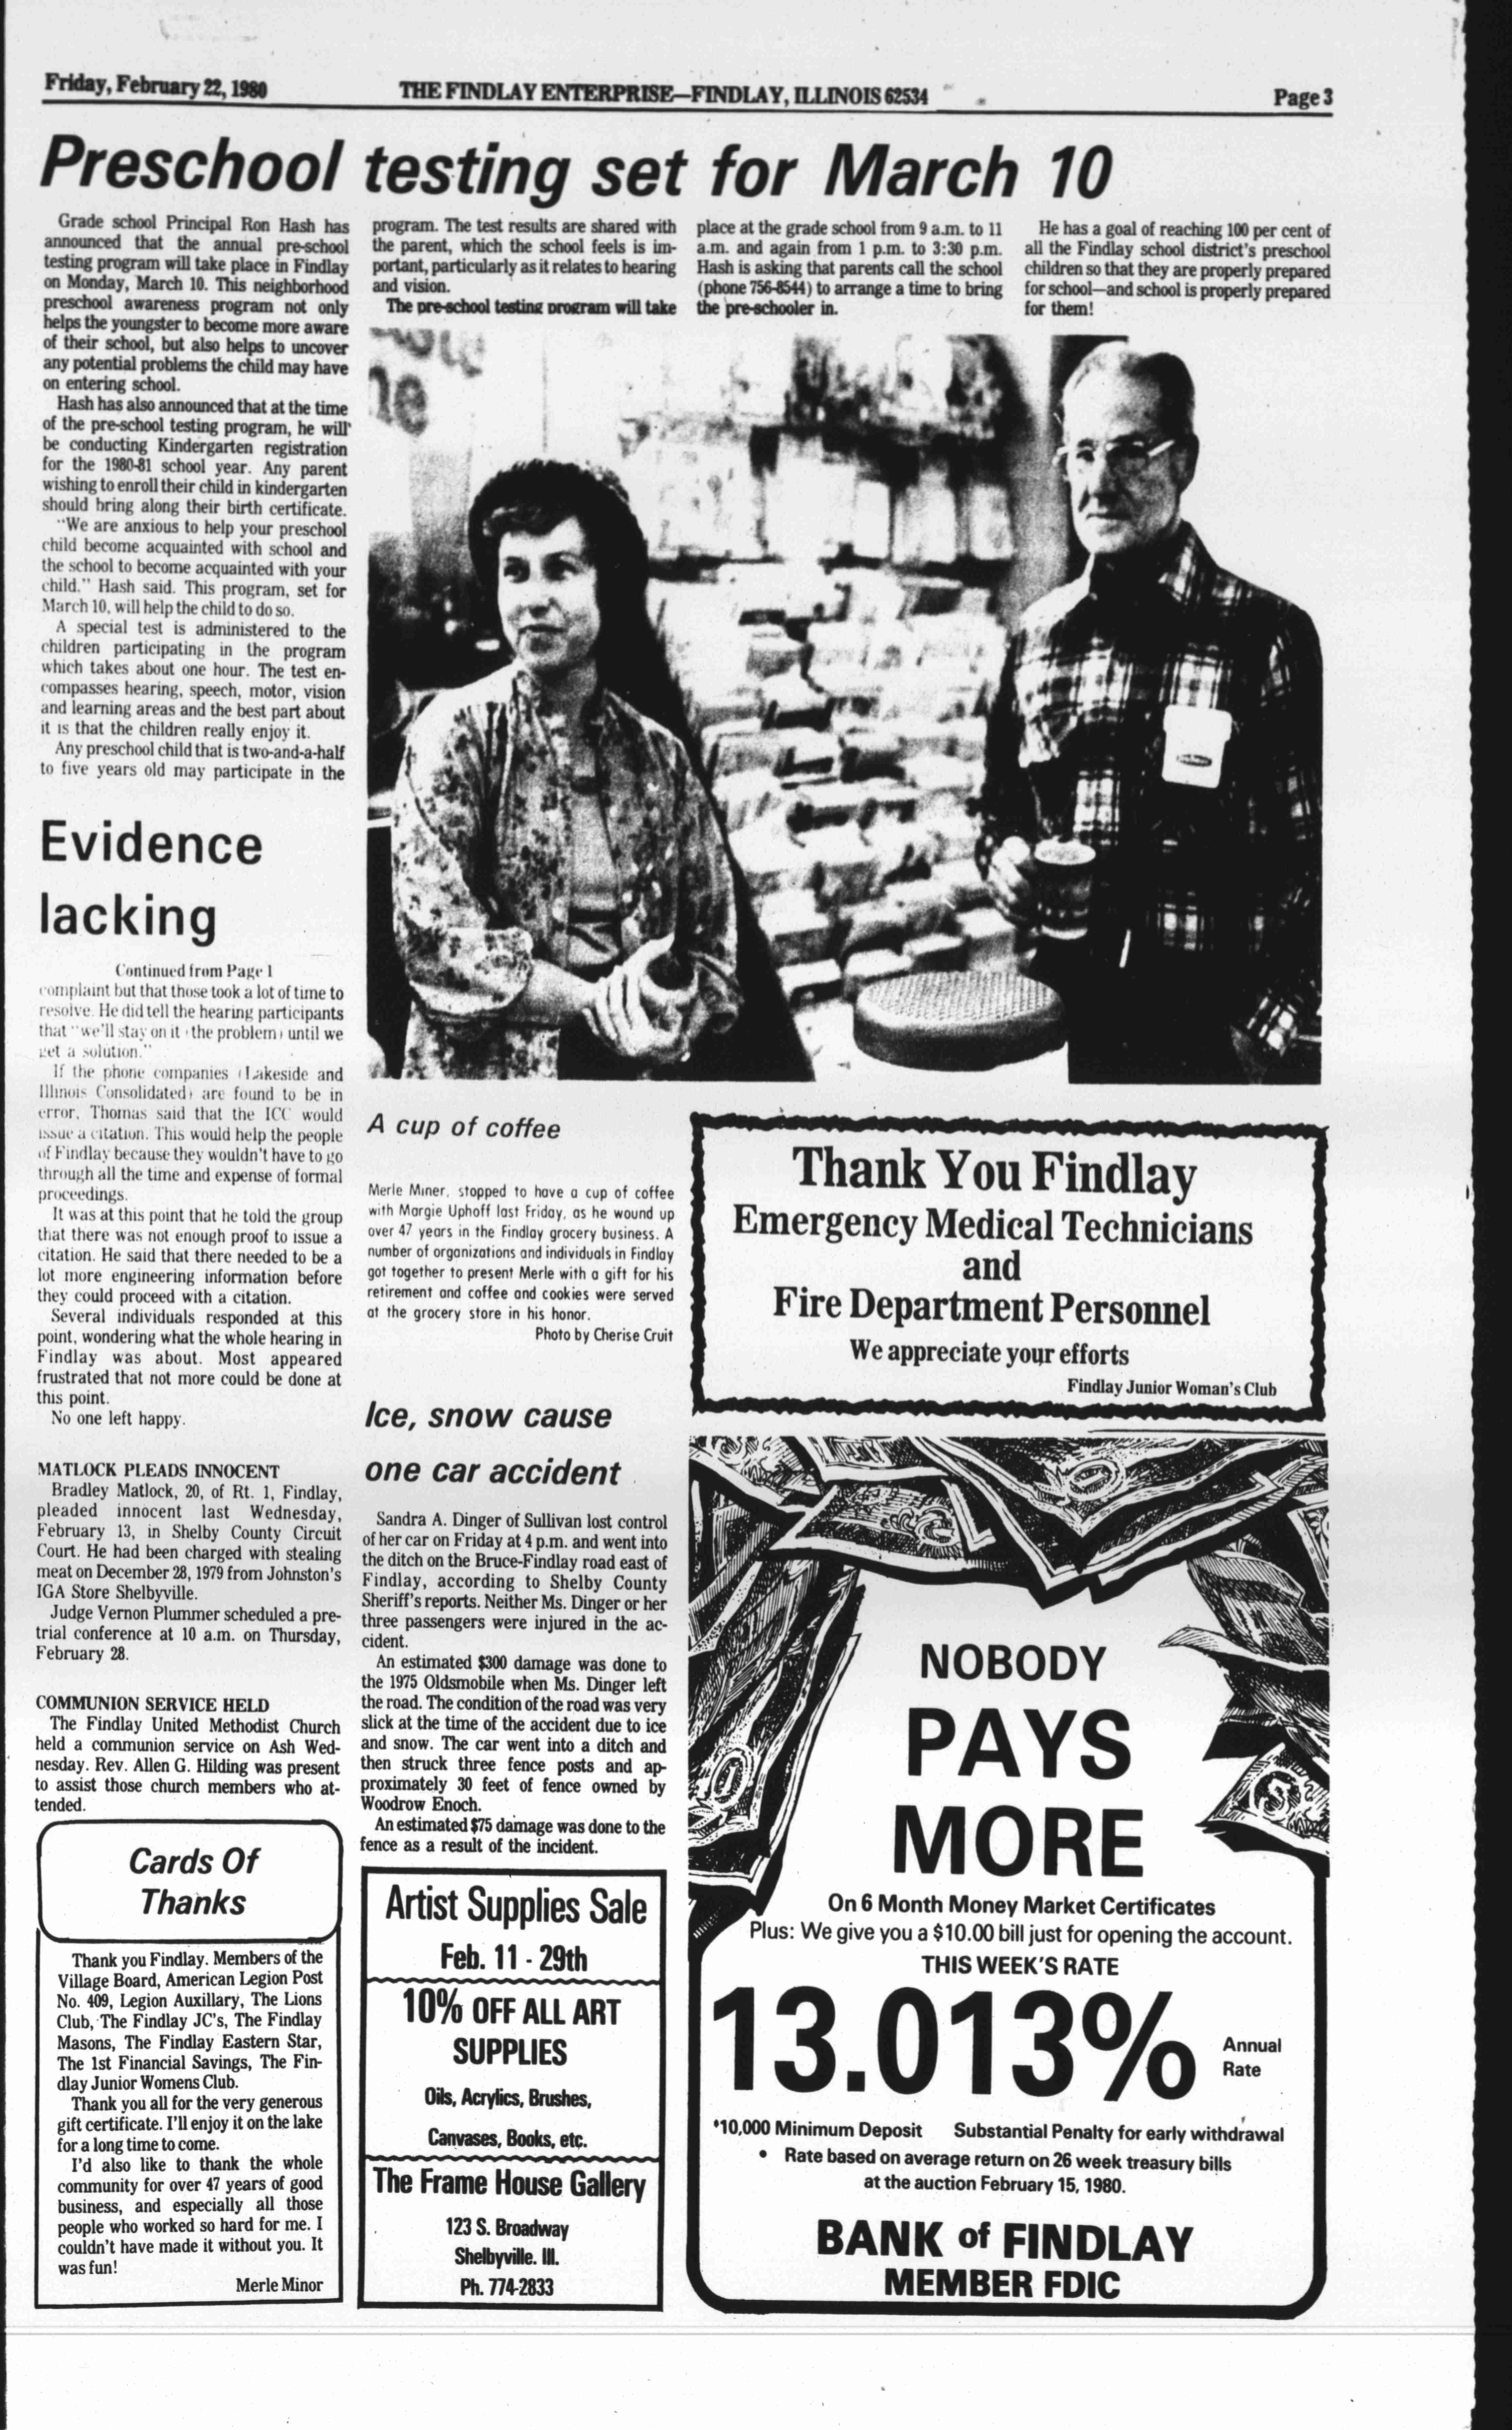 Friday, February 22, 1980
THE FINDLAY ENTERPRISE—FINDLAY, ILLINOIS 62534
Page 3
Preschool testing set for March 10
Grade school Principal Ron Hash has
announced that the annual pre-school
testing program will take place in Findlay
on Monday, March 10. This neighborhood
preschool awareness program not only
helps the youngster to become more aware
of their school, but also helps to uncover
any potential problems the child may have
on entering school.
Hash has also announced that at the time
of the pre-school testing program, he will
be conducting Kindergarten registration
for the 1980-81 school year. Any parent
wishing to enroll their child in kindergarten
should bring along their birth certificate.
"We are anxious to help your preschool
child become acquainted with school and
the school to become acquainted with your
child." Hash said. This program, set for
March 10, will help the child to do so.
A special test is administered to the
children participating in the program
which takes about one hour. The test en-
compasses hearing, speech, motor, vision
and learning areas and the best part about
it is that the children really enjoy it.
Any preschool child that is two-and-a-half
to five years old may participate in the
program. The test results are shared with
the parent, which the school feels is im-
portant, particularly as it relates to hearing
and vision.
The pre-school testing program will take
place at the grade school from 9 a.m. to 11
a.m. and again from 1 p.m. to 3:30 p.m.
Hash is asking that parents call the school
(phone 756-8544) to arrange a time to bring
the pre-schooler in.
He has a goal of reaching 100 per cent of
all the Findlay school district's preschool
children so that they are properly prepared
for school—and school is properly prepared
for them!
Evidence
lacking
Continued from Page 1
complaint but that those took a lot of time to
resolve. He did tell the hearing participants
that "we'll stay on it (the problem) until we
get a solution."
If the phone companies (Lakeside and
Illinois Consolidated) are found to be in
error, Thomas said that the ICC would
issue a citation. This would help the people
of Findlay because they wouldn't have to go
through all the time and expense of formal
proceedings.
It was at this point that he told the group
that there was not enough proof to issue a
citation. He said that there needed to be a
lot more engineering information before
they could proceed with a citation.
Several individuals responded at this
point, wondering what the whole hearing in
Findlay was about. Most appeared
frustrated that not more could be done at
this point.
No one left happy.
MATLOCK PLEADS INNOCENT
Bradley Matlock, 20, of Rt. 1, Findlay,
pleaded innocent last Wednesday,
February 13, in Shelby County Circuit
Court. He had been charged with stealing
meat on December 28, 1979 from Johnston's
IGA Store Shelbyville.
Judge Vernon Plummer scheduled a pre-
trial conference at 10 a.m. on Thursday,
February 28.
COMMUNION SERVICE HELD
The Findlay United Methodist Church
held a communion service on Ash Wed-
nesday. Rev. Allen G. Hilding was present
to assist those church members who at-
tended.
Cards Of
Thanks
Thank you Findlay. Members of the
Village Board, American Legion Post
No. 409, Legion Auxillary, The Lions
Club, The Findlay JC's, The Findlay
Masons, The Findlay Eastern Star,
The 1st Financial Savings, The Fin-
dlay Junior Womens Club.
Thank you all for the very generous
gift certificate. I'll enjoy it on the lake
for a long time to come.
I'd also like to thank the whole
community for over 47 years of good
business, and especially all those
people who worked so hard for me. I
couldn't have made it without you. It
was fun!
Merle Minor
A cup of coffee
Merle Miner, stopped to have a cup of coffee
with Margie Uphoff last Friday, as he wound up
over 47 years in the Findlay grocery business. A
number of organizations and individuals in Findlay
got together to present Merle with a gift for his
retirement and coffee and cookies were served
at the grocery store in his honor.
Photo by Cherise Cruit
Ice, snow cause
one car accident
Sandra A. Dinger of Sullivan lost control
of her car on Friday at 4 p.m. and went into
the ditch on the Bruce-Findlay road east of
Findlay, according to Shelby County
Sheriff's reports. Neither Ms. Dinger or her
three passengers were injured in the ac-
cident.
An estimated $300 damage was done to
the 1975 Oldsmobile when Ms. Dinger left
the road. The condition of the road was very
slick at the time of the accident due to ice
and snow. The car went into a ditch and
then struck three fence posts and ap-
proximately 30 feet of fence owned by
Woodrow Enoch.
An estimated $75 damage was done to the
fence as a result of the incident.
Artist Supplies Sale
Feb. 11 - 29th
10% OFF ALL ART
SUPPLIES
Oils, Acrylics, Brushes,
Canvases, Books, etc.
The Frame House Gallery
123 S. Broadway
Shelbyville. Ill.
Ph. 774-2833
Thank You Findlay
Emergency Medical Technicians
and
Fire Department Personnel
We appreciate your efforts
Findlay Junior Woman's Club
NOBODY
PAYS
MORE
On 6 Month Money Market Certificates
Plus: We give you a $10.00 bill just for opening the account.
THIS WEEK'S RATE
13.013% Annual
Rate
$10,000 Minimum Deposit Substantial Penalty for early withdrawal
• Rate based on average return on 26 week treasury bills
at the auction February 15, 1980.
BANK of FINDLAY
MEMBER FDIC